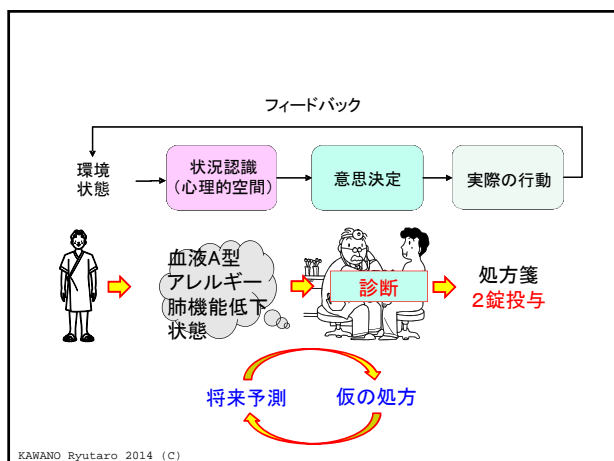 フィードバック
環境
状態
状況認識
(心理的空間)
意思決定
実際の行動
血液A型
アレルギー
肺機能低下
状態
診断
処方箋
2錠投与
将来予測
仮の処方
KAWANO Ryutaro 2014 (C)